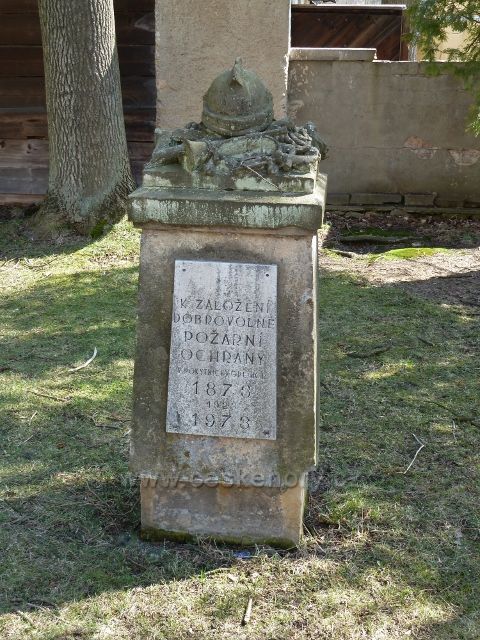 K ZALOŽENÍ
DOBROVOLNÉ
POŽÁRNÍ
OCHRANY
1878
1978
www.ceskehory.cz